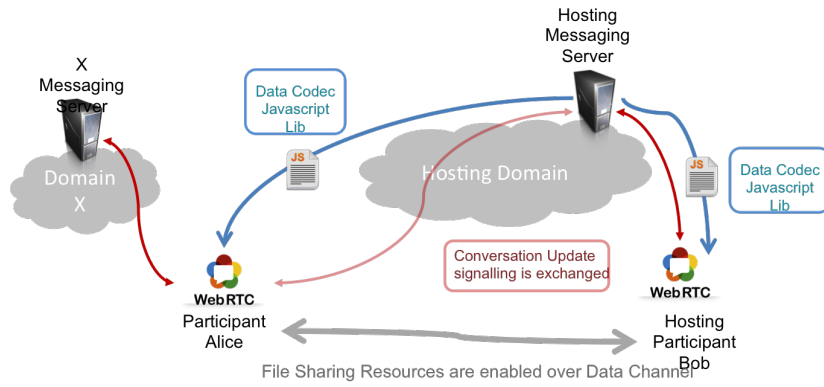 Hosting
Messaging
Server
X
Messaging
Server
Data Codec
Javascript
Lib
JS
Hosting Domain
JS
Data Codec
Javascript
Lib
Domain
X
Conversation Update
signalling is exchanged
WebRTC
Participant
Alice
WebRTC
Hosting
Participant
Bob
File Sharing Resources are enabled over Data Channel